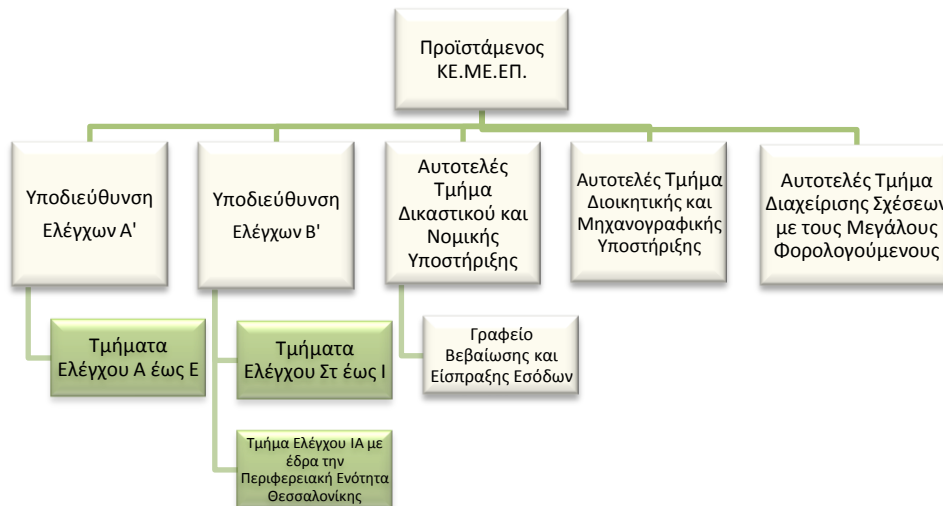 Προϊστάμενος
ΚΕ.ΜΕ.ΕΠ.
Υποδιεύθυνση
Ελέγχων Α'
Υποδιεύθυνση
Ελέγχων Β'
Αυτοτελές
Τμήμα
Δικαστικού και
Νομικής
Υποστήριξης
Αυτοτελές Τμήμα
Διοικητικής και
Μηχανογραφικής
Υποστήριξης
Αυτοτελές Τμήμα
Διαχείρισης Σχέσεων
με τους Μεγάλους
Φορολογούμενους
Τμήματα
Ελέγχου Α έως Ε
Τμήματα
Ελέγχου Στ έως Ι
Γραφείο
Βεβαίωσης και
Είσπραξης Εσόδων
Τμήμα Ελέγχου ΙΑ με
έδρα την
Περιφερειακή Ενότητα
Θεσσαλονίκης